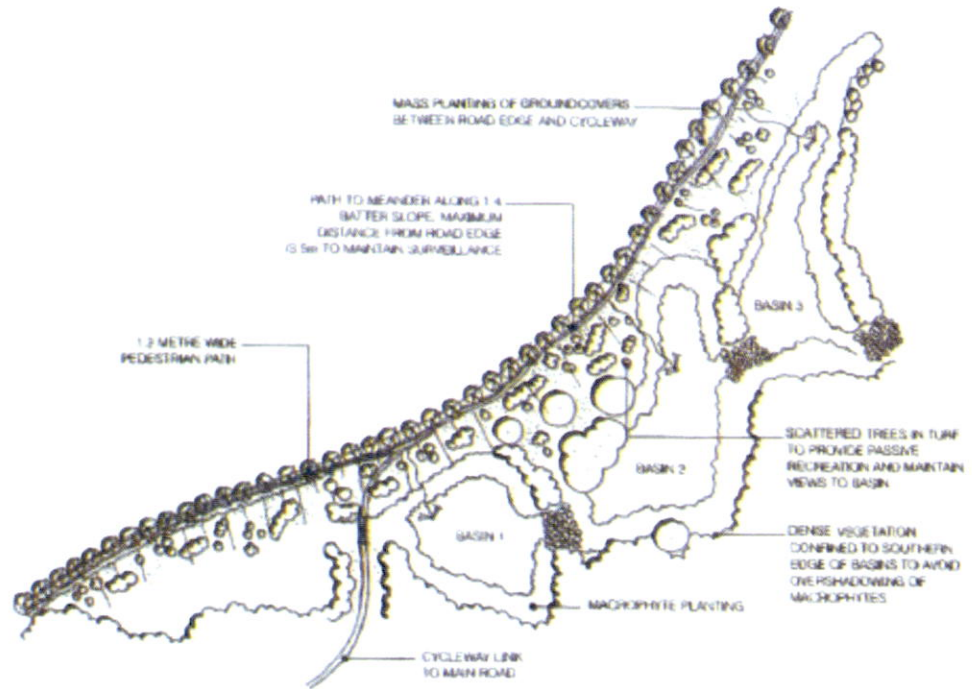 MASS PLANTING OF GROUNDCOVERS
BETWEEN ROAD EDGE AND CYCLEWAY
PATH TO MEANDER ALONG 1:4
BATTER SLOPE, MAXIMUM
DISTANCE FROM ROAD EDGE
TO MAINTAIN SURVEILLANCE
BASIN 3
METRE WIDE
PEDESTRIAN PATH
SCATTERED TREES IN TURF
TO PROVIDE PASSIVE
RECREATION AND MAINTAIN
VIEWS TO BASIN
BASIN 2
BASIN 1
DENSE VEGETATION
CONFINED TO SOUTHERN
EDGE OF BASINS TO AVOID
OVERSHADOWING OF
MACROPHYTES
MACROPHYTE PLANTING
CYCLEWAY LINK
TO MAIN ROAD